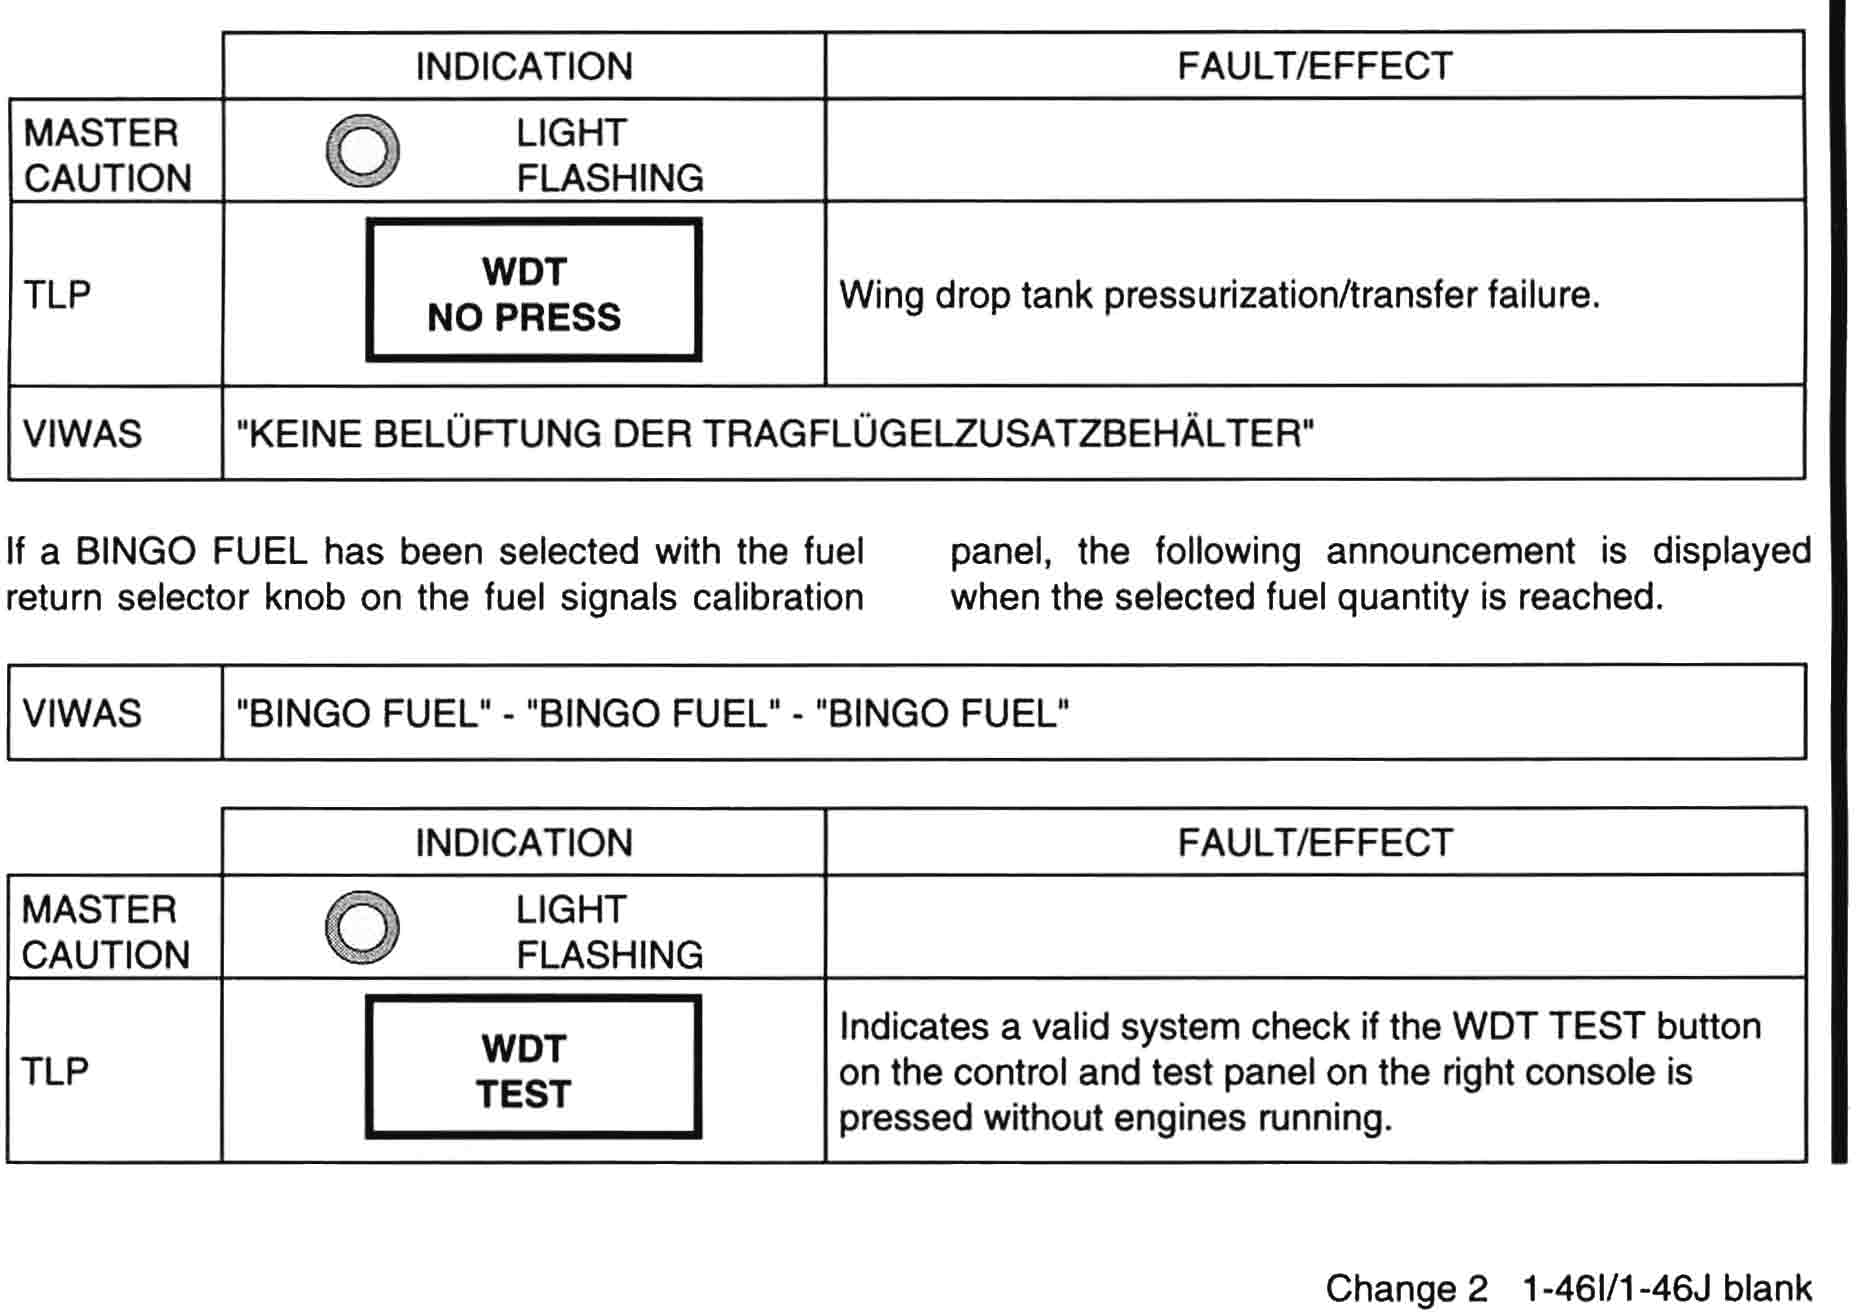 INDICATION FAULT/EFFECT
MASTER CAUTION LIGHT FLASHING
TLP WDT NO PRESS Wing drop tank pressurization/transfer failure.
VIWAS "KEINE BELÜFTUNG DER TRAGFLÜGELZUSATZBEHÄLTER"
If a BINGO FUEL has been selected with the fuel
return selector knob on the fuel signals calibration
panel, the following announcement is displayed
when the selected fuel quantity is reached.
VIWAS "BINGO FUEL" - "BINGO FUEL" - "BINGO FUEL"
INDICATION FAULT/EFFECT
MASTER CAUTION LIGHT FLASHING
TLP WDT TEST
Indicates a valid system check if the WDT TEST button
on the control and test panel on the right console is
pressed without engines running.
Change 2 1-46I/1-46J blank